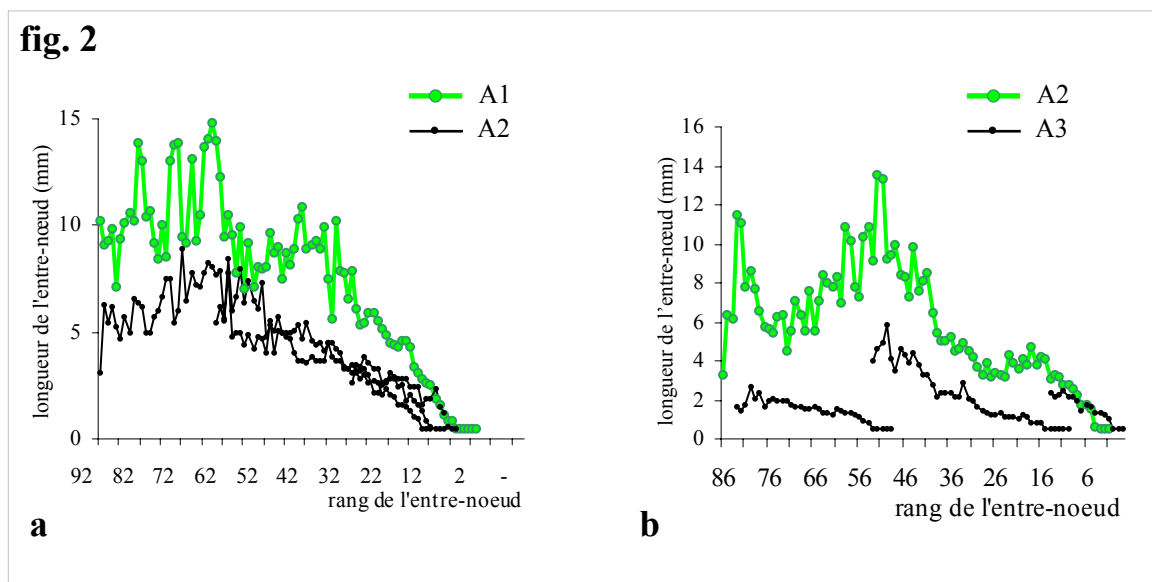 fig. 2
A1
A2
longueur de l'entre-nœud (mm)
15
10
5
0
92 82 72 62 52 42 32 22 12 2 -
rang de l'entre-noeud
a
A2
A3
longueur de l'entre-nœud (mm)
16
14
12
10
8
6
4
2
0
86 76 66 56 46 36 26 16 6
rang de l'entre-noeud
b